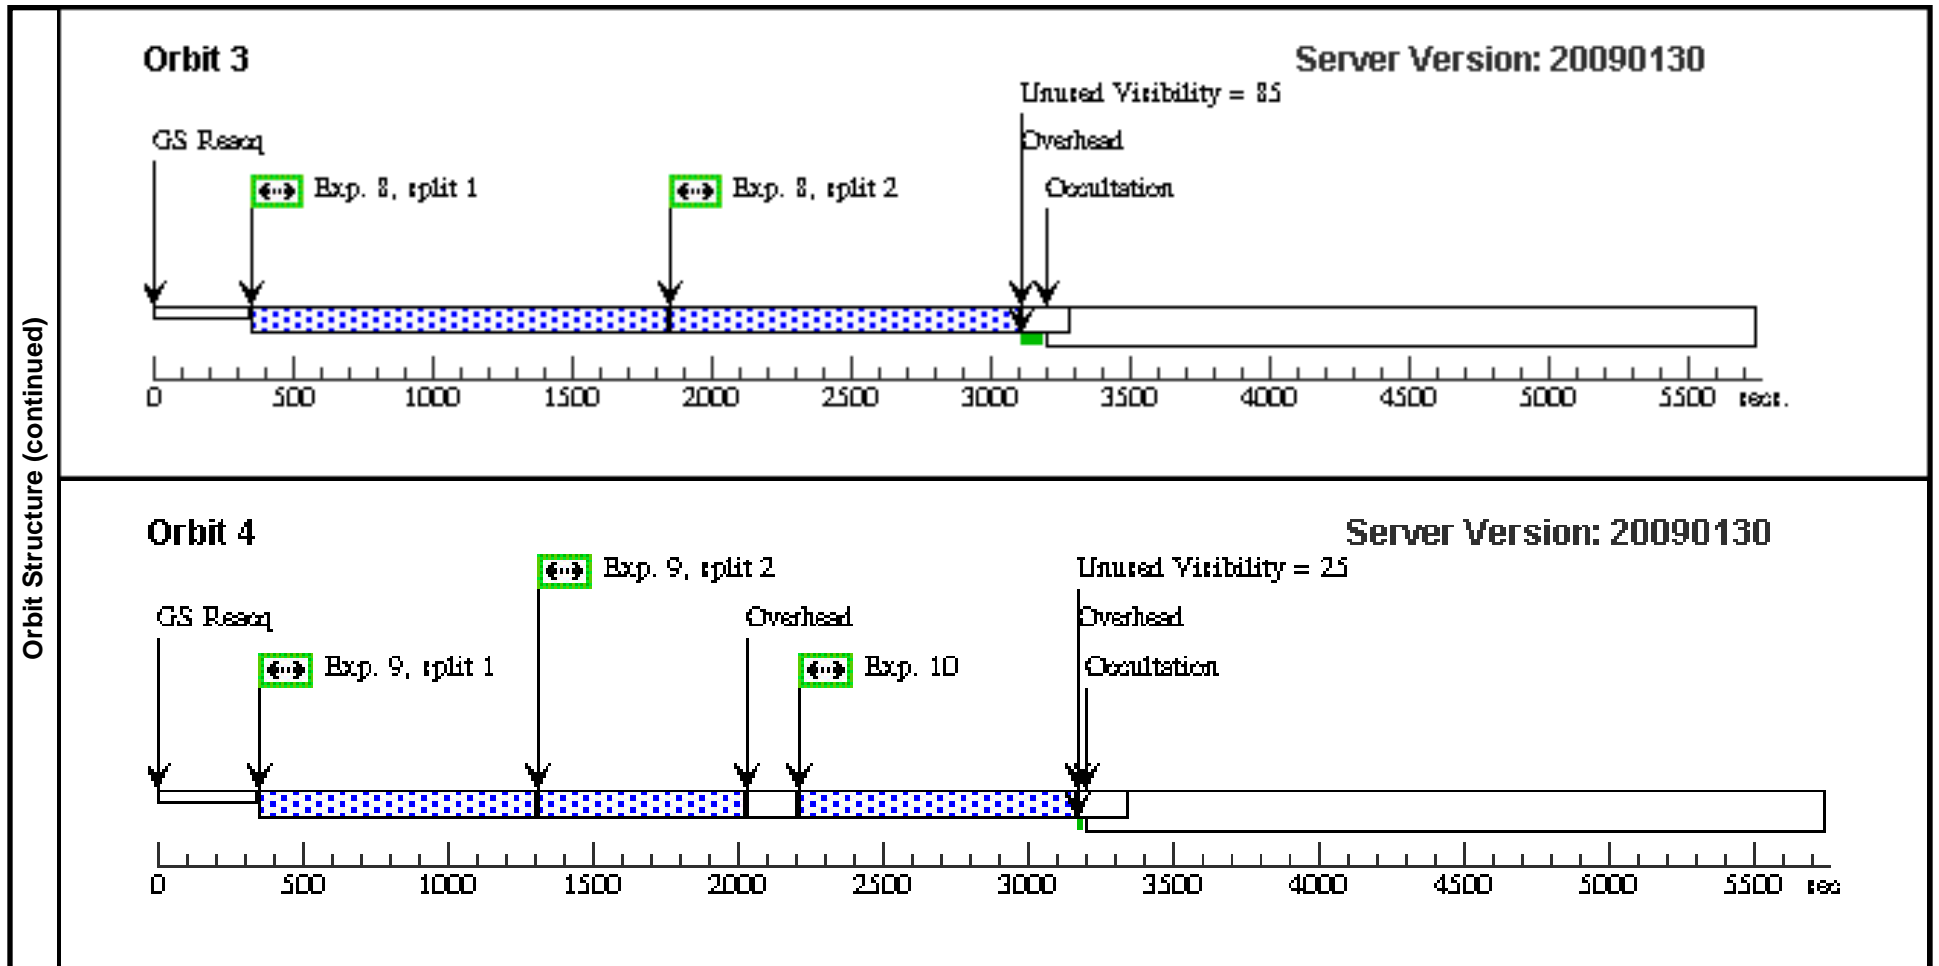 Orbit Structure (continued)
Orbit 3
Server Version: 20090130
Unused Visibility = 85
GS Reacq
Overhead
Exp. 8, split 1
Exp. 8, split 2
Occultation
0 500 1000 1500 2000 2500 3000 3500 4000 4500 5000 5500 secs.
Orbit 4
Server Version: 20090130
Exp. 9, split 2
Unused Visibility = 25
GS Reacq
Overhead
Overhead
Exp. 9, split 1
Exp. 10
Occultation
0 500 1000 1500 2000 2500 3000 3500 4000 4500 5000 5500 sec